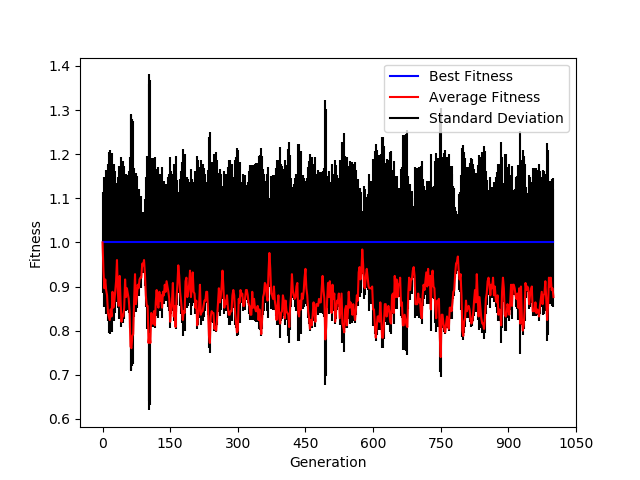 1.4
1.3
1.2
1.1
1.0
0.9
0.8
0.7
0.6
Fitness
Best Fitness
Average Fitness
Standard Deviation
0 150 300 450 600 750 900 1050
Generation